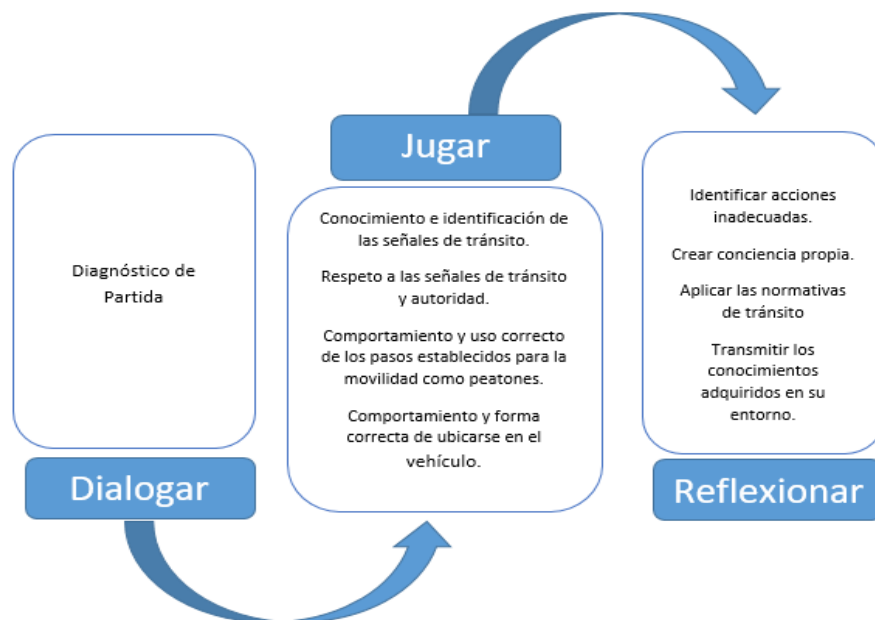 Diagnóstico de
Partida
Dialogar
Jugar
Conocimiento e identificación de
las señales de tránsito.
Respeto a las señales de tránsito
y autoridad.
Comportamiento y uso correcto
de los pasos establecidos para la
movilidad como peatones.
Comportamiento y forma
correcta de ubicarse en el
vehículo.
Identificar acciones
inadecuadas.
Crear conciencia propia.
Aplicar las normativas
de tránsito
Transmitir los
conocimientos
adquiridos en su
entorno.
Reflexionar